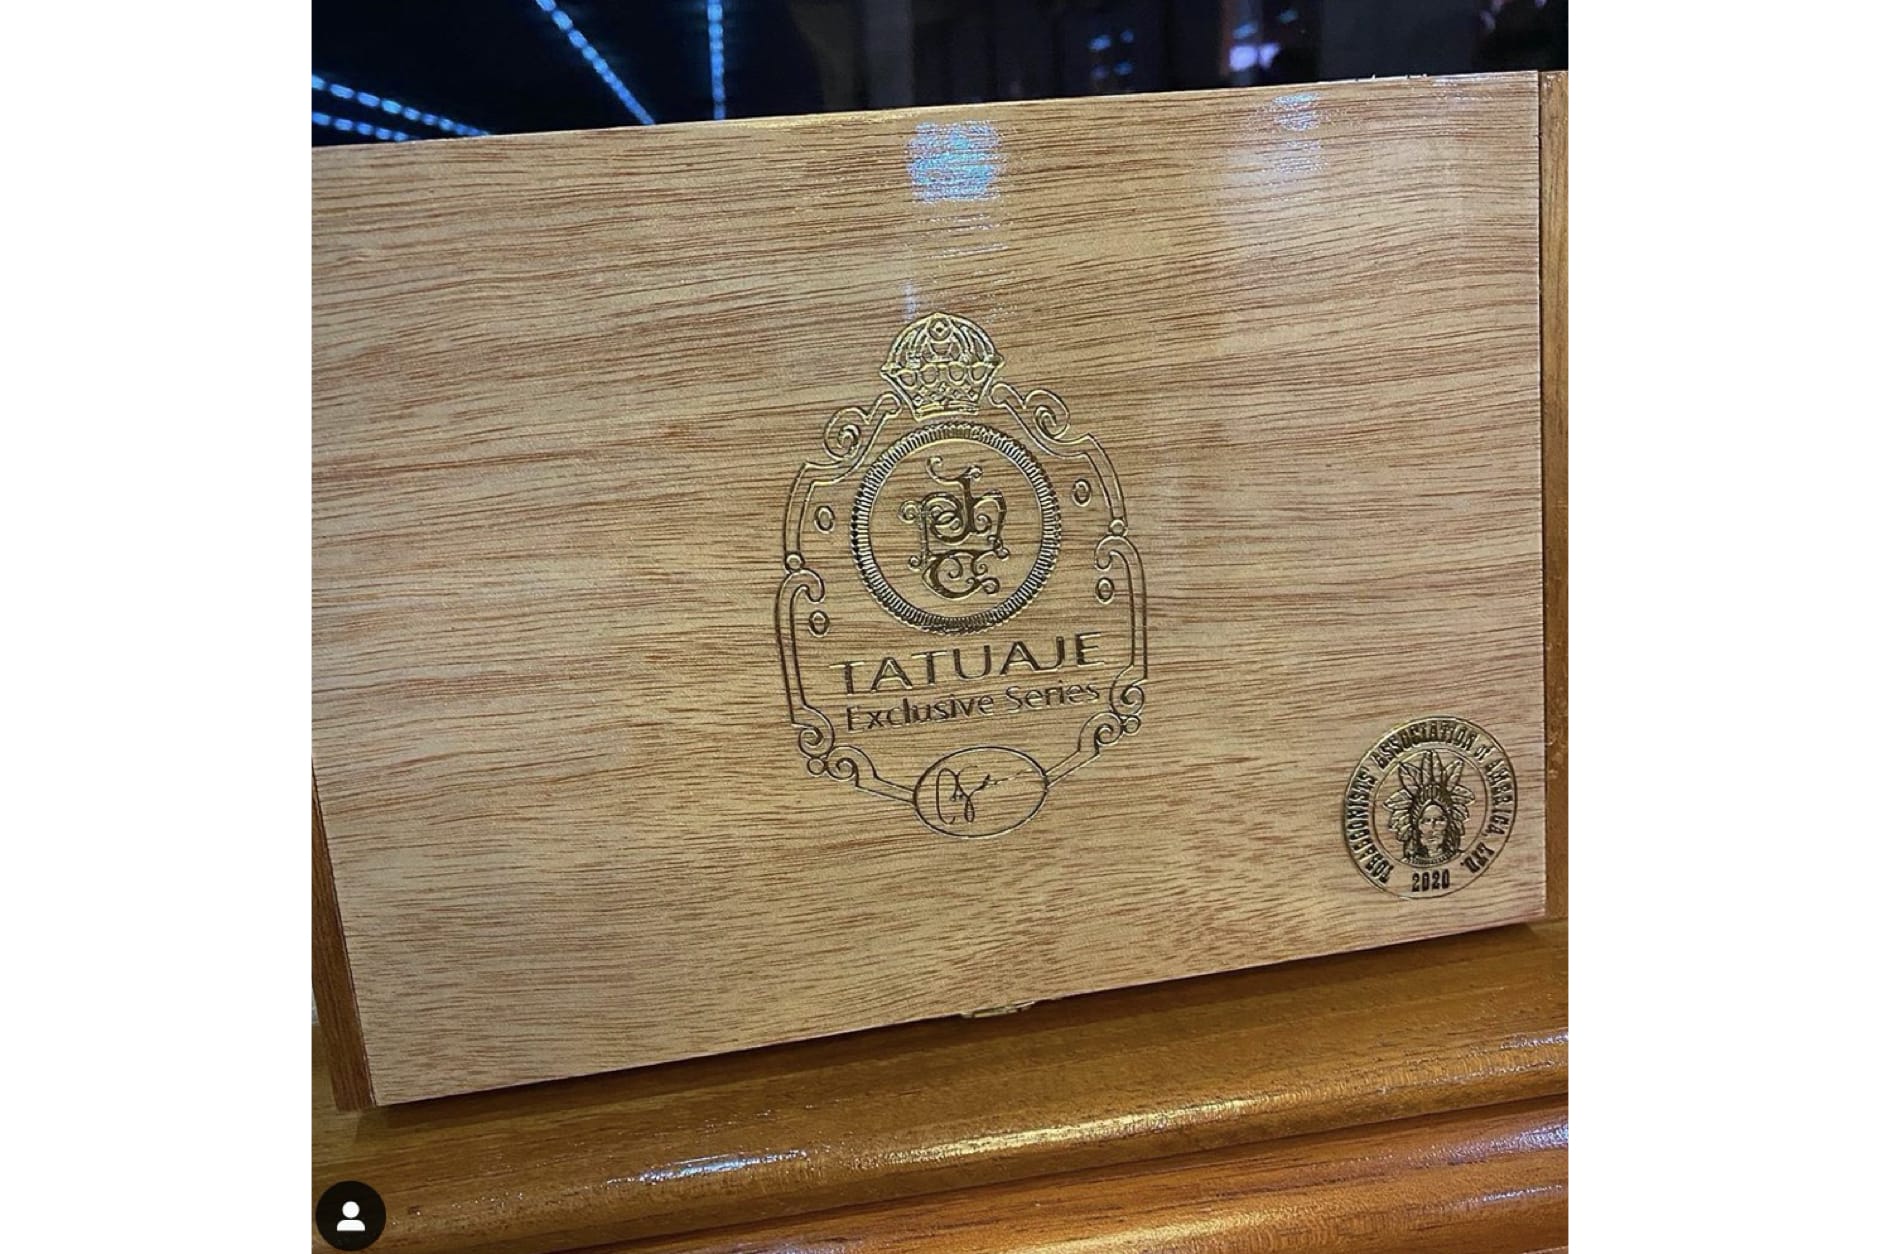 TATUAJE
Exclusive Series
TOBACCONISTS' ASSOCIATION of AMERICA, LTD.
2020